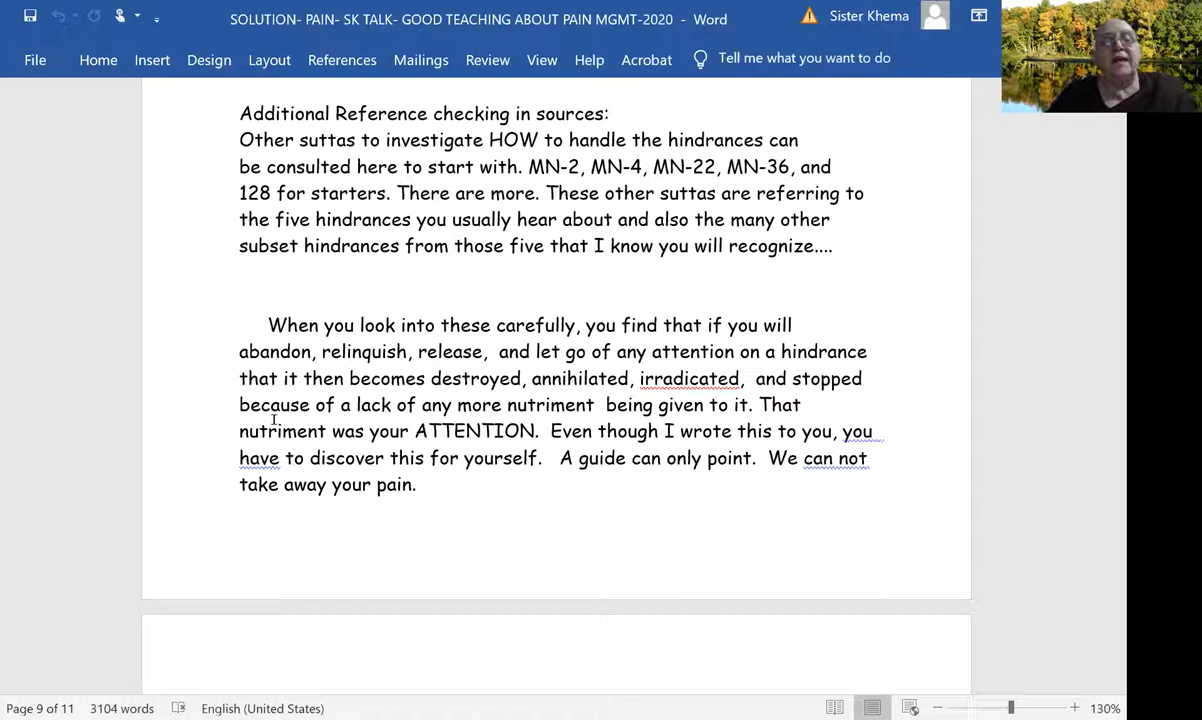 SOLUTION- PAIN- SK TALK- GOOD TEACHING ABOUT PAIN MGMT-2020 - Word
Sister Khema
File Home Insert Design Layout References Mailings Review View Help Acrobat Tell me what you want to do
Additional Reference checking in sources:
Other suttas to investigate HOW to handle the hindrances can
be consulted here to start with. MN-2, MN-4, MN-22, MN-36, and
128 for starters. There are more. These other suttas are referring to
the five hindrances you usually hear about and also the many other
subset hindrances from those five that I know you will recognize....
When you look into these carefully, you find that if you will
abandon, relinquish, release, and let go of any attention on a hindrance
that it then becomes destroyed, annihilated, irradicated, and stopped
because of a lack of any more nutriment being given to it. That
nutriment was your ATTENTION. Even though I wrote this to you, you
have to discover this for yourself. A guide can only point. We can not
take away your pain.
Page 9 of 11 3104 words English (United States) 130%